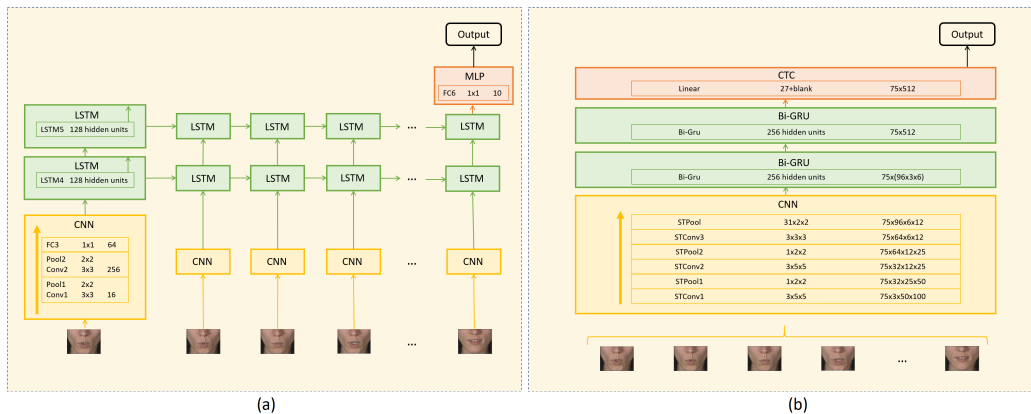 Output
MLP
FC6 1x1 10
LSTM
LSTM5 128 hidden units
LSTM LSTM LSTM ... LSTM
LSTM
LSTM4 128 hidden units
LSTM LSTM LSTM ... LSTM
CNN
FC3 1x1 64
Pool2 2x2
Conv2 3x3 256
Pool1 2x2
Conv1 3x3 16
CNN CNN CNN ... CNN
...
(a)
Output
CTC
Linear 27+blank 75x512
Bi-GRU
Bi-Gru 256 hidden units 75x512
Bi-GRU
Bi-Gru 256 hidden units 75x(96x3x6)
CNN
STPool 31x2x2 75x96x6x12
STConv3 3x3x3 75x64x6x12
STPool2 1x2x2 75x64x12x25
STConv2 3x5x5 75x32x12x25
STPool1 1x2x2 75x32x25x50
STConv1 3x5x5 75x3x50x100
...
(b)